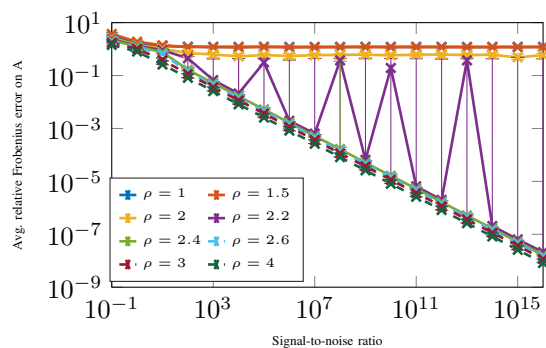 10^1
10^−1
10^−3
10^−5
10^−7
10^−9
Avg. relative Frobenius error on A
ρ = 1
ρ = 1.5
ρ = 2
ρ = 2.2
ρ = 2.4
ρ = 2.6
ρ = 3
ρ = 4
10^−1
10^3
10^7
10^11
10^15
Signal-to-noise ratio